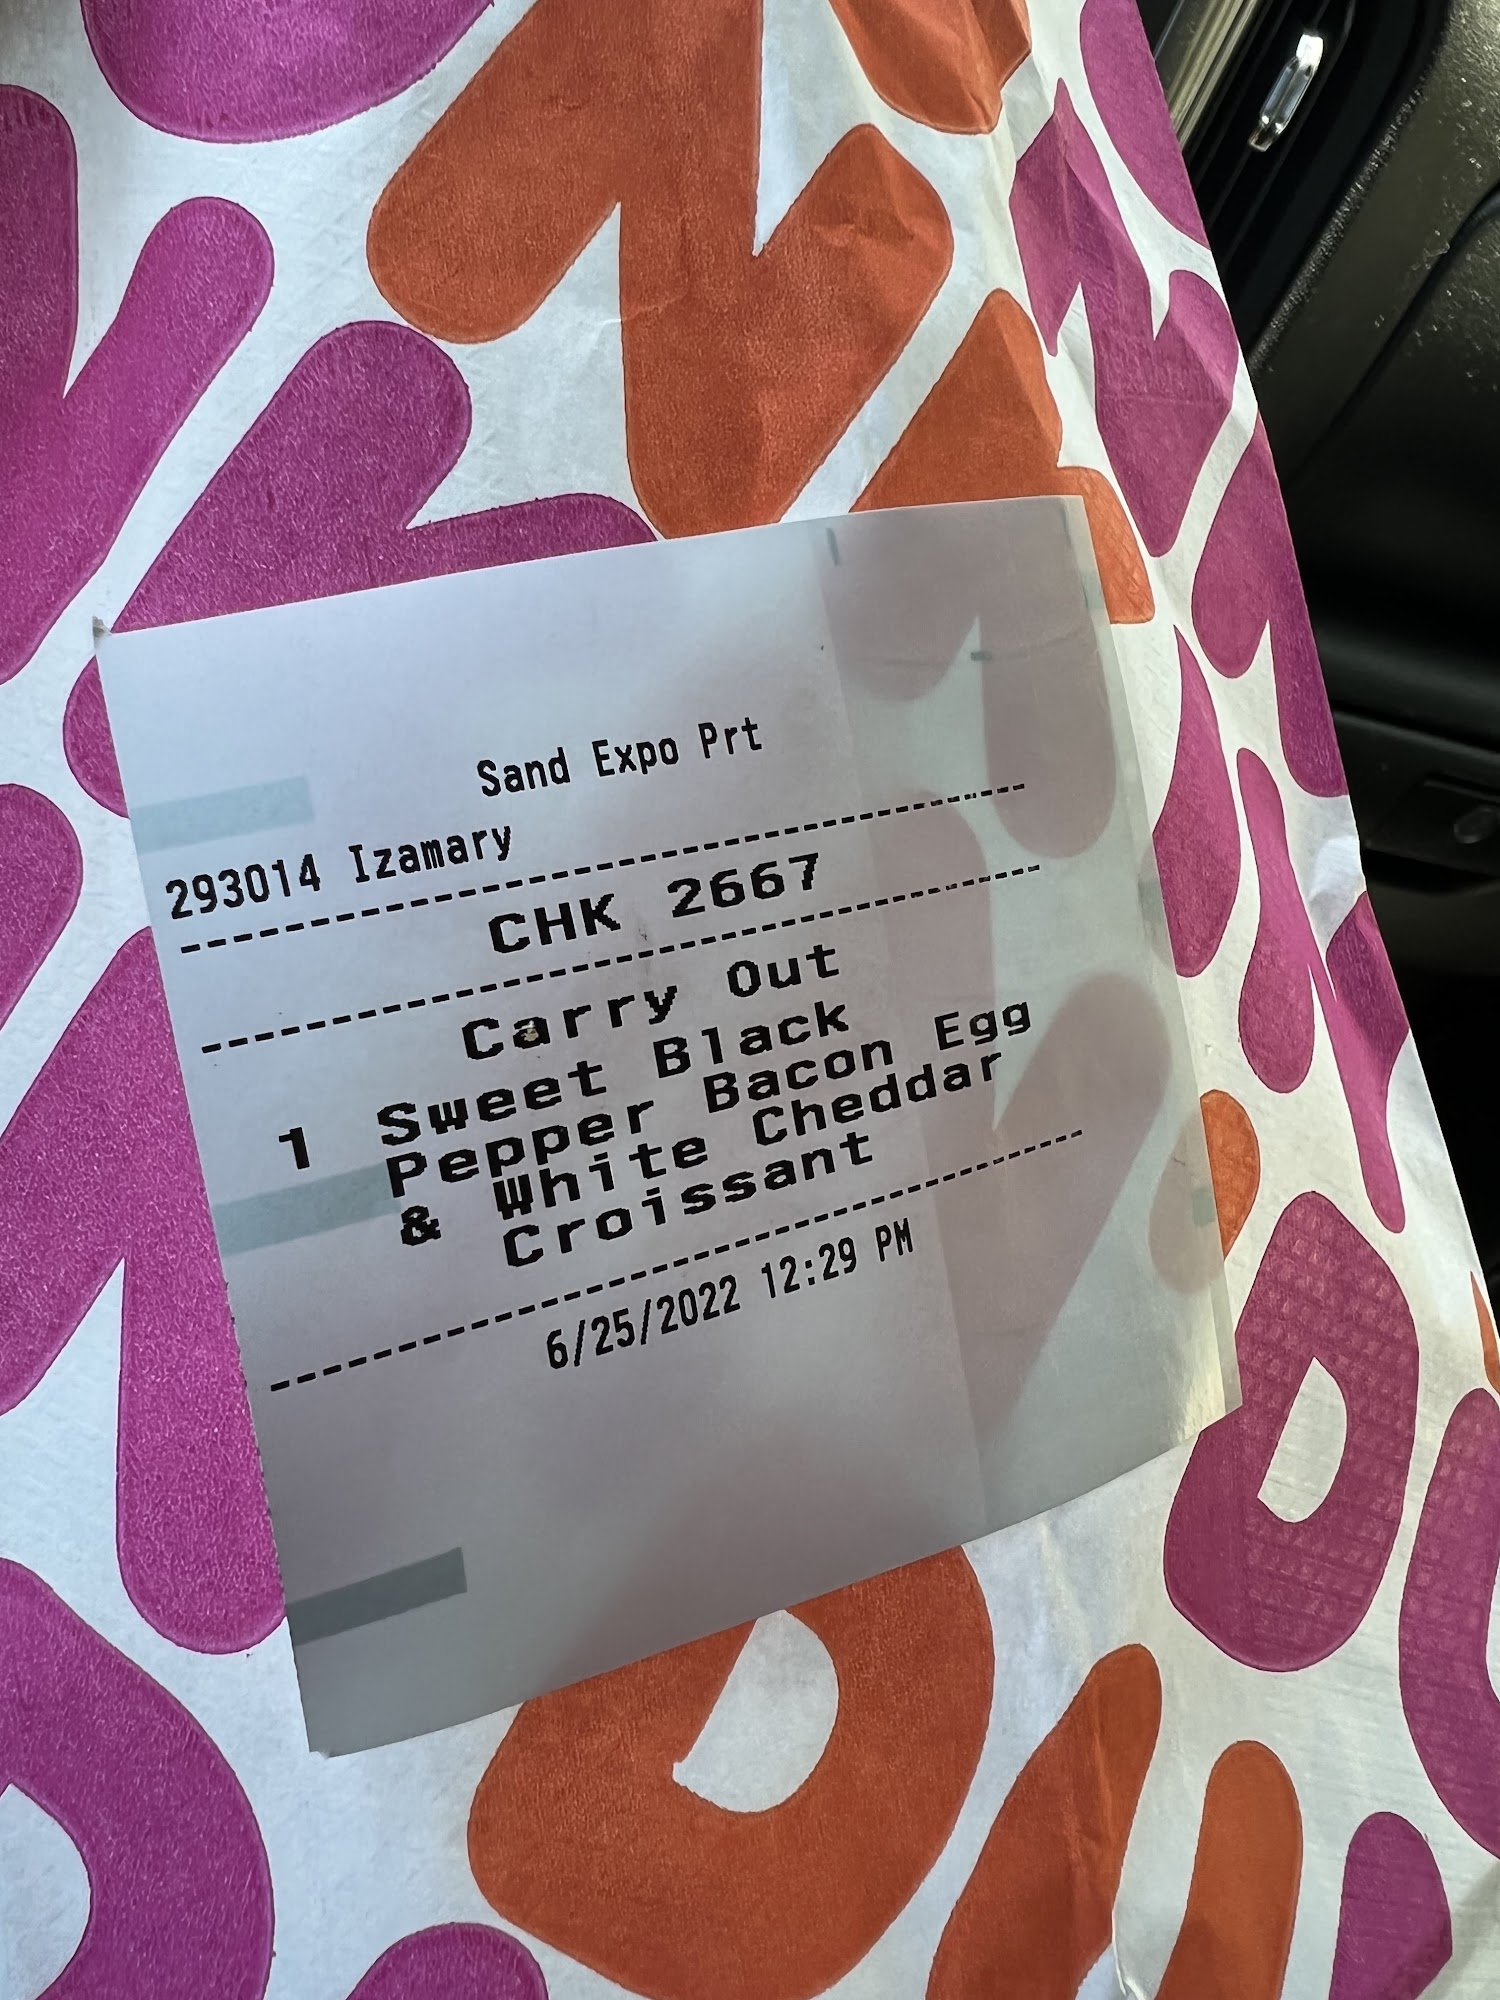 Sand Expo Prt
293014 Izamary
CHK 2667
Carry Out
1 Sweet Black
Pepper Bacon Egg
& White Cheddar
Croissant
6/25/2022 12:29 PM